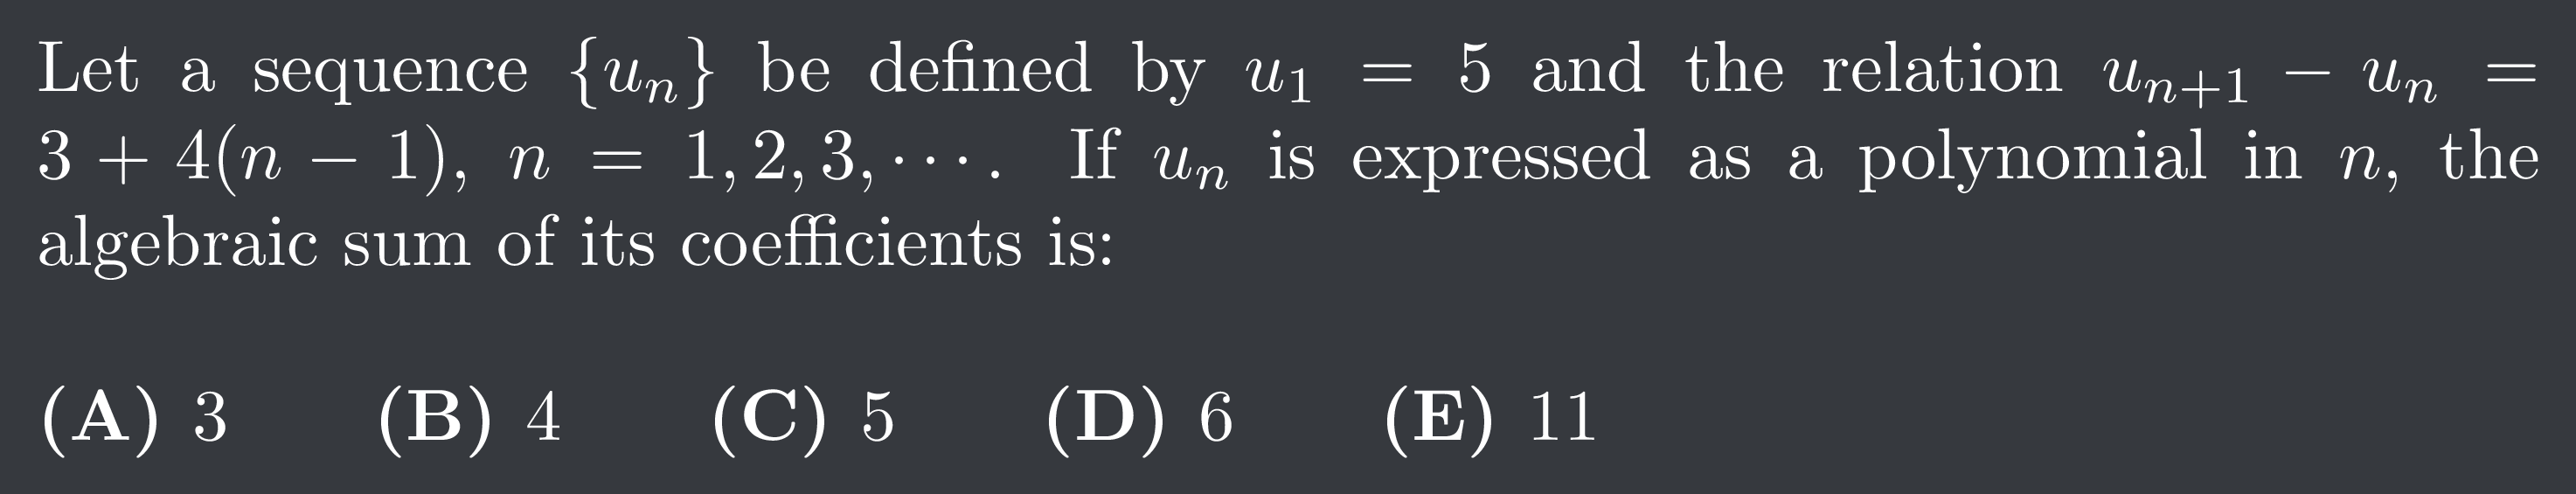 Let a sequence $\{u_n\}$ be defined by $u_1 = 5$ and the relation $u_{n+1} - u_n =$
$3 + 4(n - 1), n = 1, 2, 3, \cdots.$ If $u_n$ is expressed as a polynomial in $n$, the
algebraic sum of its coefficients is:
(A) 3 (B) 4 (C) 5 (D) 6 (E) 11